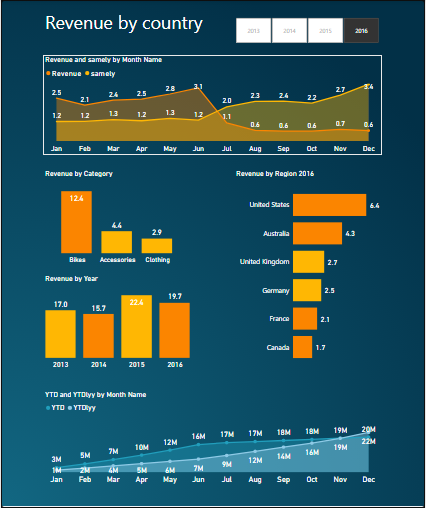 Revenue by country
2013 2014 2015 2016
Revenue and samely by Month Name
Revenue samely
2.5 2.1 2.4 2.5 2.8 3.1 1.1 0.6 0.6 0.6 0.7 0.6
1.2 1.2 1.3 1.2 1.3 1.2 2.0 2.3 2.4 2.2 2.7 3.4
Jan Feb Mar Apr May Jun Jul Aug Sep Oct Nov Dec
Revenue by Category
12.4 4.4 2.9
Bikes Accessories Clothing
Revenue by Region 2016
United States 6.4
Australia 4.3
United Kingdom 2.7
Germany 2.5
France 2.1
Canada 1.7
Revenue by Year
17.0 15.7 22.4 19.7
2013 2014 2015 2016
YTD and YTDlyy by Month Name
YTD YTDlyy
3M 5M 7M 10M 12M 16M 17M 17M 18M 18M 19M 20M
1M 2M 4M 5M 6M 7M 9M 12M 14M 16M 19M 22M
Jan Feb Mar Apr May Jun Jul Aug Sep Oct Nov Dec